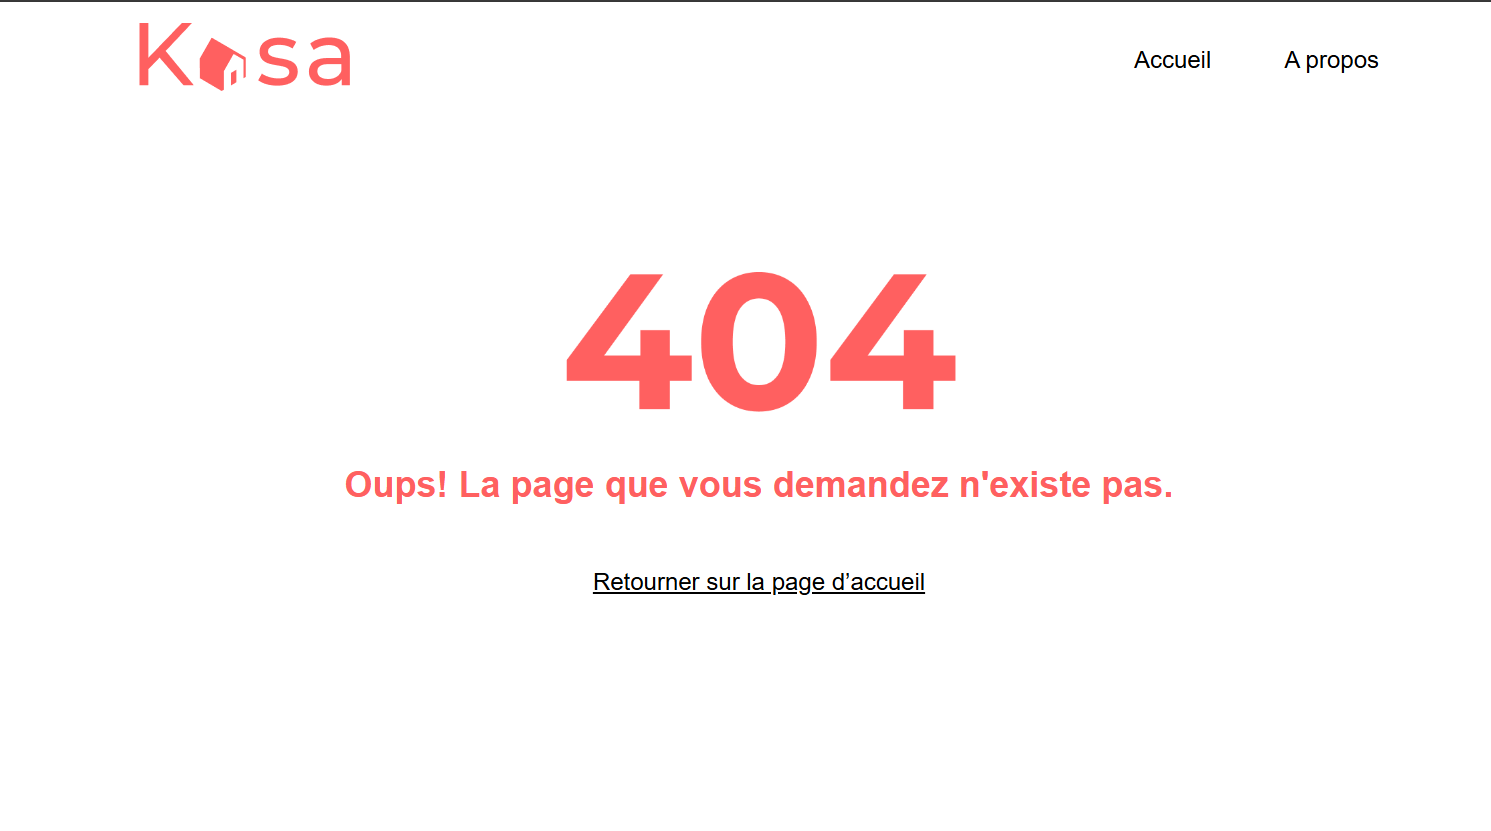 Kasa
Accueil
A propos
404
Oups! La page que vous demandez n'existe pas.
Retourner sur la page d’accueil